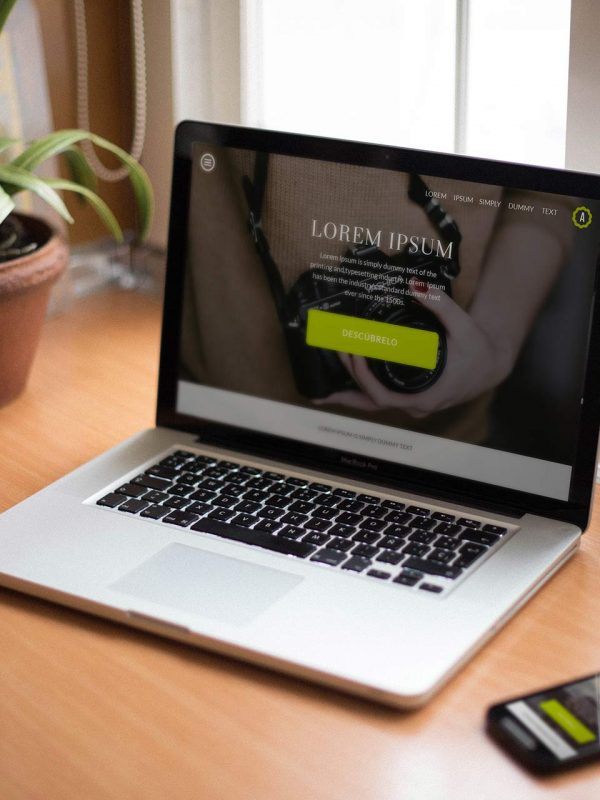 LOREM IPSUM SIMPLY DUMMY TEXT
A
LOREM IPSUM
Lorem Ipsum is simply dummy text of the
printing and typesetting industry. Lorem Ipsum
has been the industry's standard dummy text
ever since the 1500s.
DESCÚBRELO
LOREM IPSUM IS SIMPLY DUMMY TEXT
MacBook Pro